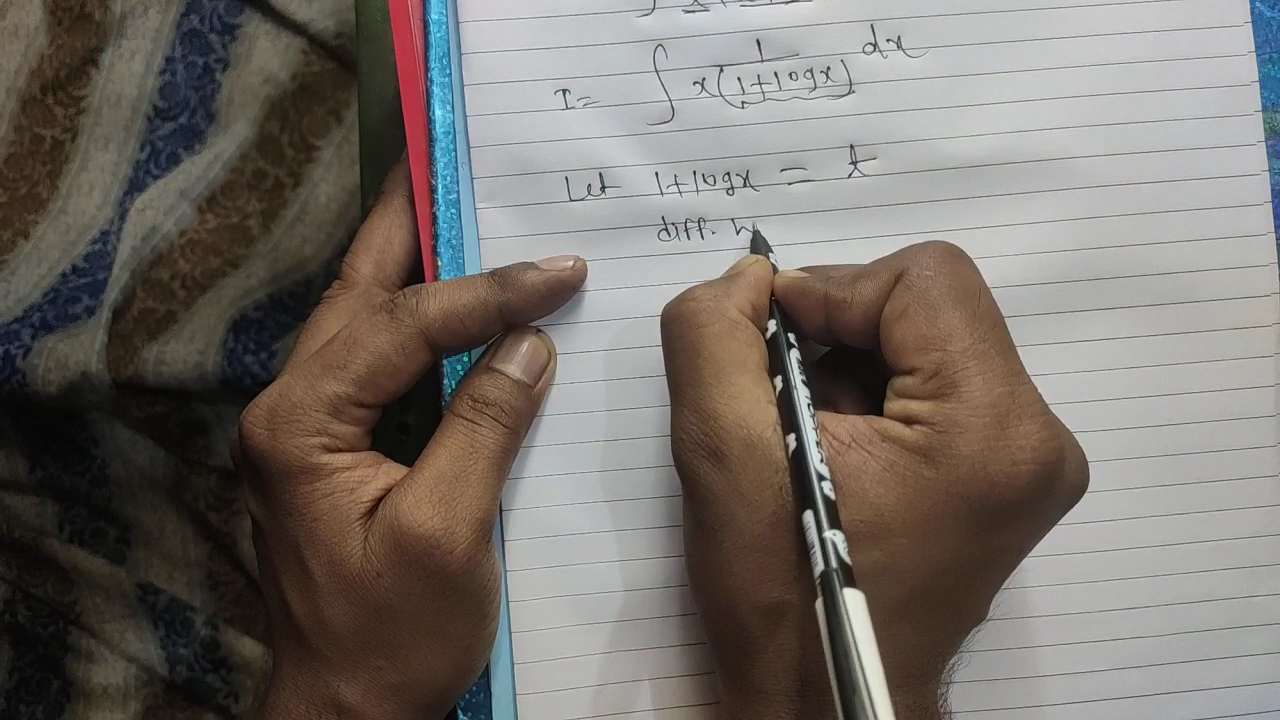 I = ∫ 1/x(1+logx) dx
Let 1+logx = t
diff. w